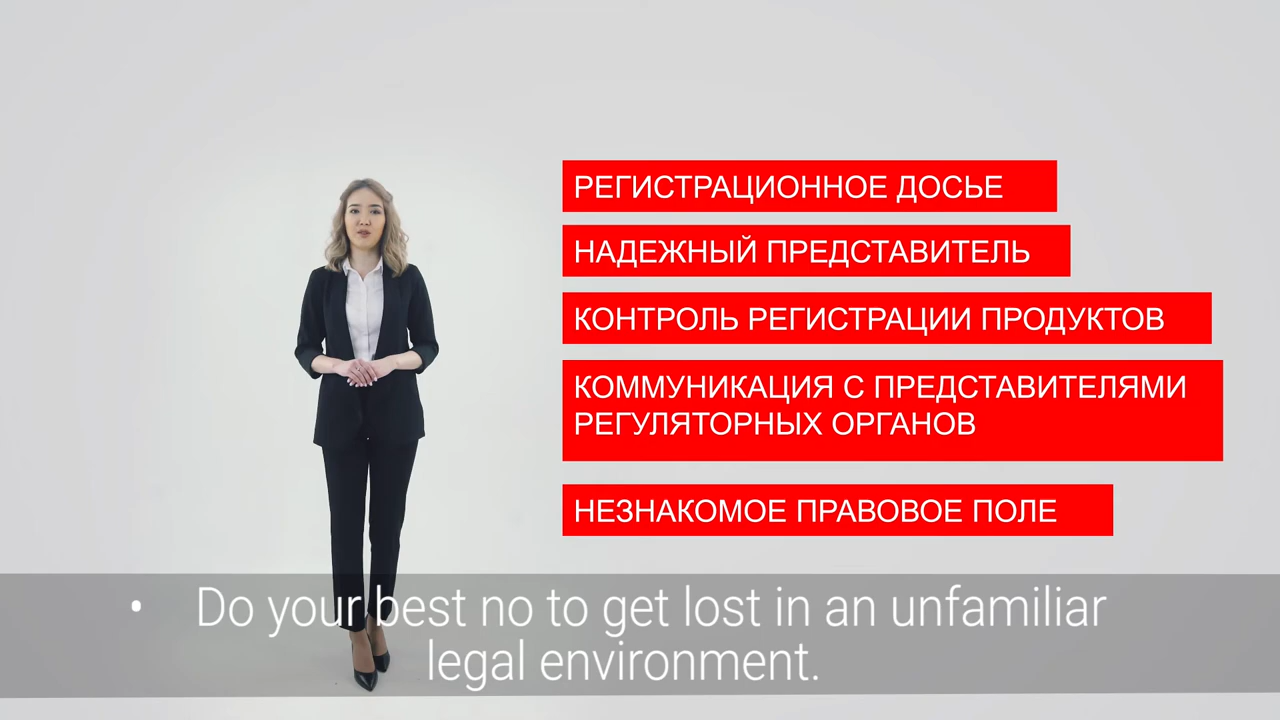 РЕГИСТРАЦИОННОЕ ДОСЬЕ
НАДЕЖНЫЙ ПРЕДСТАВИТЕЛЬ
КОНТРОЛЬ РЕГИСТРАЦИИ ПРОДУКТОВ
КОММУНИКАЦИЯ С ПРЕДСТАВИТЕЛЯМИ
РЕГУЛЯТОРНЫХ ОРГАНОВ
НЕЗНАКОМОЕ ПРАВОВОЕ ПОЛЕ
• Do your best no to get lost in an unfamiliar
legal environment.